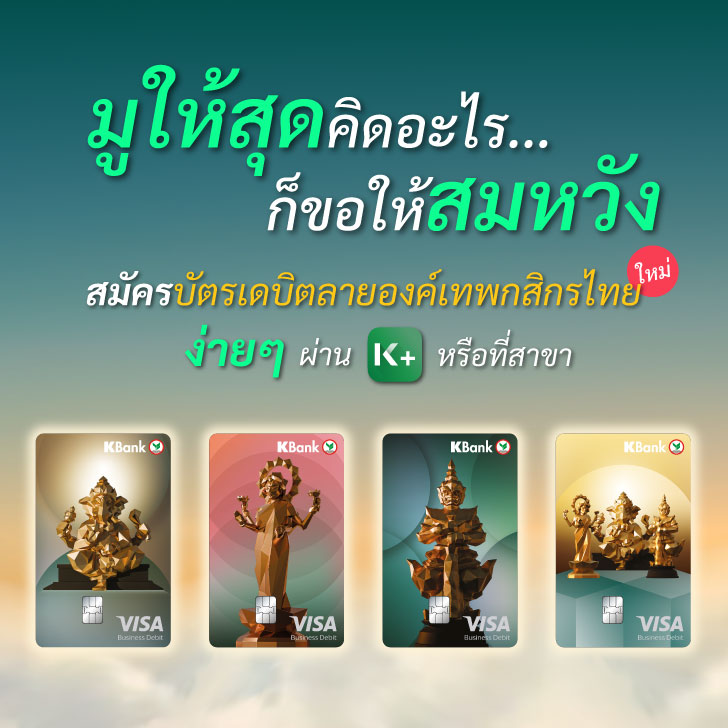 มูให้สุดคิดอะไร...
ก็ขอให้สมหวัง
ใหม่
สมัครบัตรเดบิตลายองค์เทพกสิกรไทย
ง่ายๆ ผ่าน K+ หรือที่สาขา
KBank
VISA
Business Debit
KBank
VISA
Business Debit
KBank
VISA
Business Debit
KBank
VISA
Business Debit